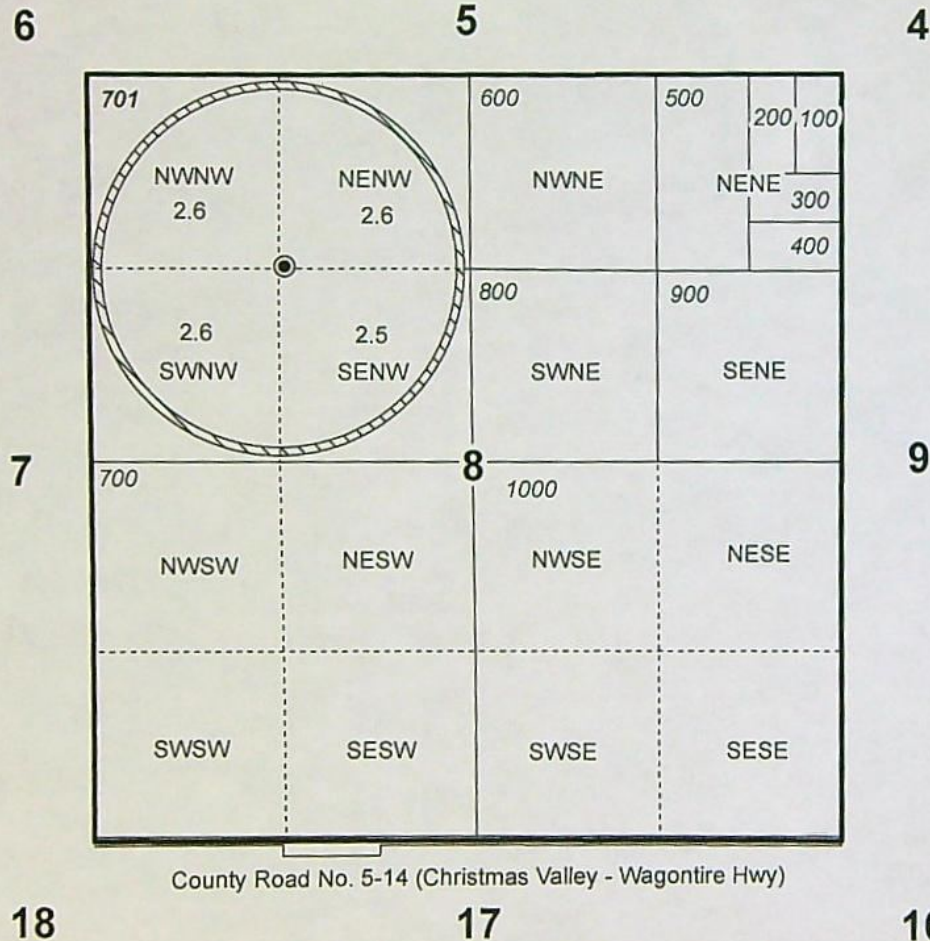 6 5 4
701 600 500 200 100
NWNW NENW NWNE NENE
2.6 2.6 300
400
800 900
2.6 2.5
SWNW SENW SWNE SENE
7 8 9
700 1000
NWSW NESW NWSE NESE
SWSW SESW SWSE SESE
County Road No. 5-14 (Christmas Valley - Wagontire Hwy)
18 17